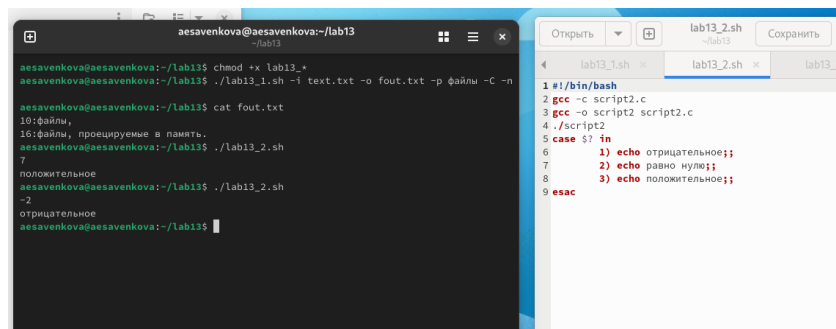 aesavenkova@aesavenkova:~/lab13
~/lab13
aesavenkova@aesavenkova:~/lab13$ chmod +x lab13_*
aesavenkova@aesavenkova:~/lab13$ ./lab13_1.sh -i text.txt -o fout.txt -p файлы -C -n
aesavenkova@aesavenkova:~/lab13$ cat fout.txt
10:файлы,
16:файлы, проецируемые в память.
aesavenkova@aesavenkova:~/lab13$ ./lab13_2.sh
7
положительное
aesavenkova@aesavenkova:~/lab13$ ./lab13_2.sh
-2
отрицательное
aesavenkova@aesavenkova:~/lab13$
Открыть
lab13_2.sh
~/lab13
Сохранить
lab13_1.sh
lab13_2.sh
lab13_
1 #!/bin/bash
2 gcc -c script2.c
3 gcc -o script2 script2.c
4 ./script2
5 case $? in
6 1) echo отрицательное;;
7 2) echo равно нулю;;
8 3) echo положительное;;
9 esac